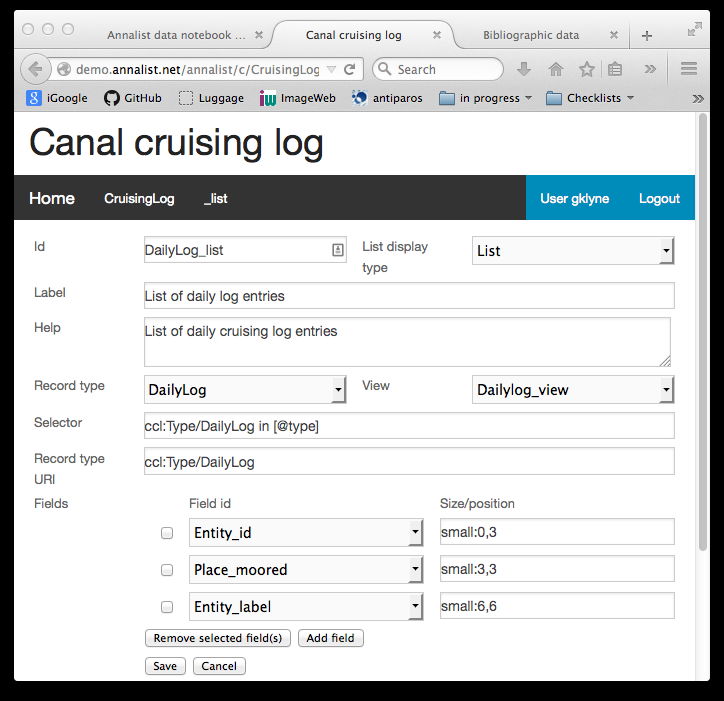 Annalist data notebook ...
Canal cruising log
Bibliographic data
demo.annalist.net/annalist/c/CruisingLog
Search
iGoogle GitHub Luggage ImageWeb antiparos in progress Checklists
Canal cruising log
Home CruisingLog _list User gklyne Logout
Id DailyLog_list List display type List
Label List of daily log entries
Help List of daily cruising log entries
Record type DailyLog View Dailylog_view
Selector ccl:Type/DailyLog in [@type]
Record type URI ccl:Type/DailyLog
Fields Field id Size/position
Entity_id small:0,3
Place_moored small:3,3
Entity_label small:6,6
Remove selected field(s) Add field
Save Cancel